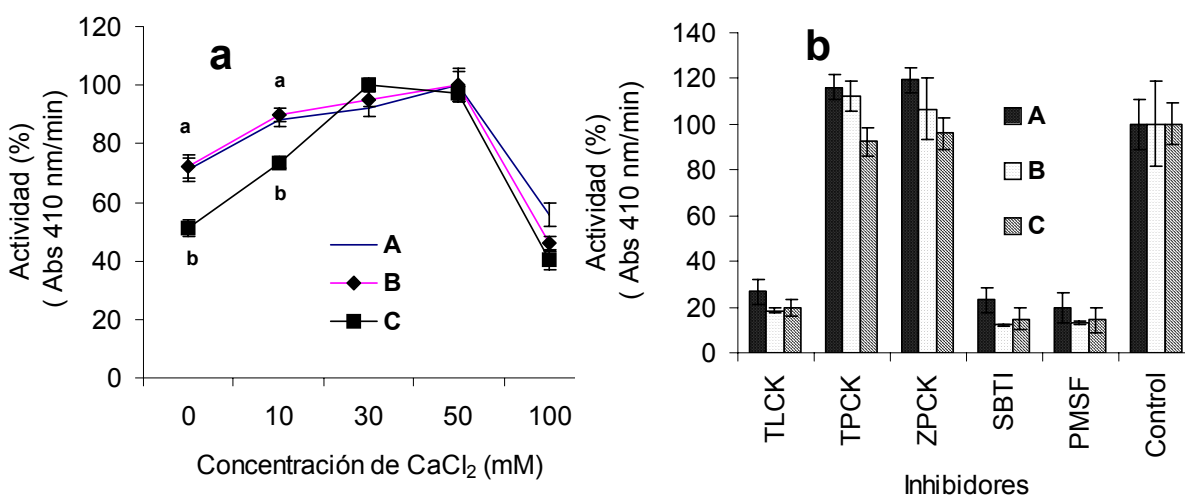 a
Actividad (%)
( Abs 410 nm/min)
120
100
80
60
40
20
0
a
a
b
b
A
B
C
0 10 30 50 100
Concentración de CaCl₂ (mM)
b
Actividad (%)
( Abs 410 nm/min)
140
120
100
80
60
40
20
0
A
B
C
TLCK
TPCK
ZPCK
SBTI
PMSF
Control
Inhibidores